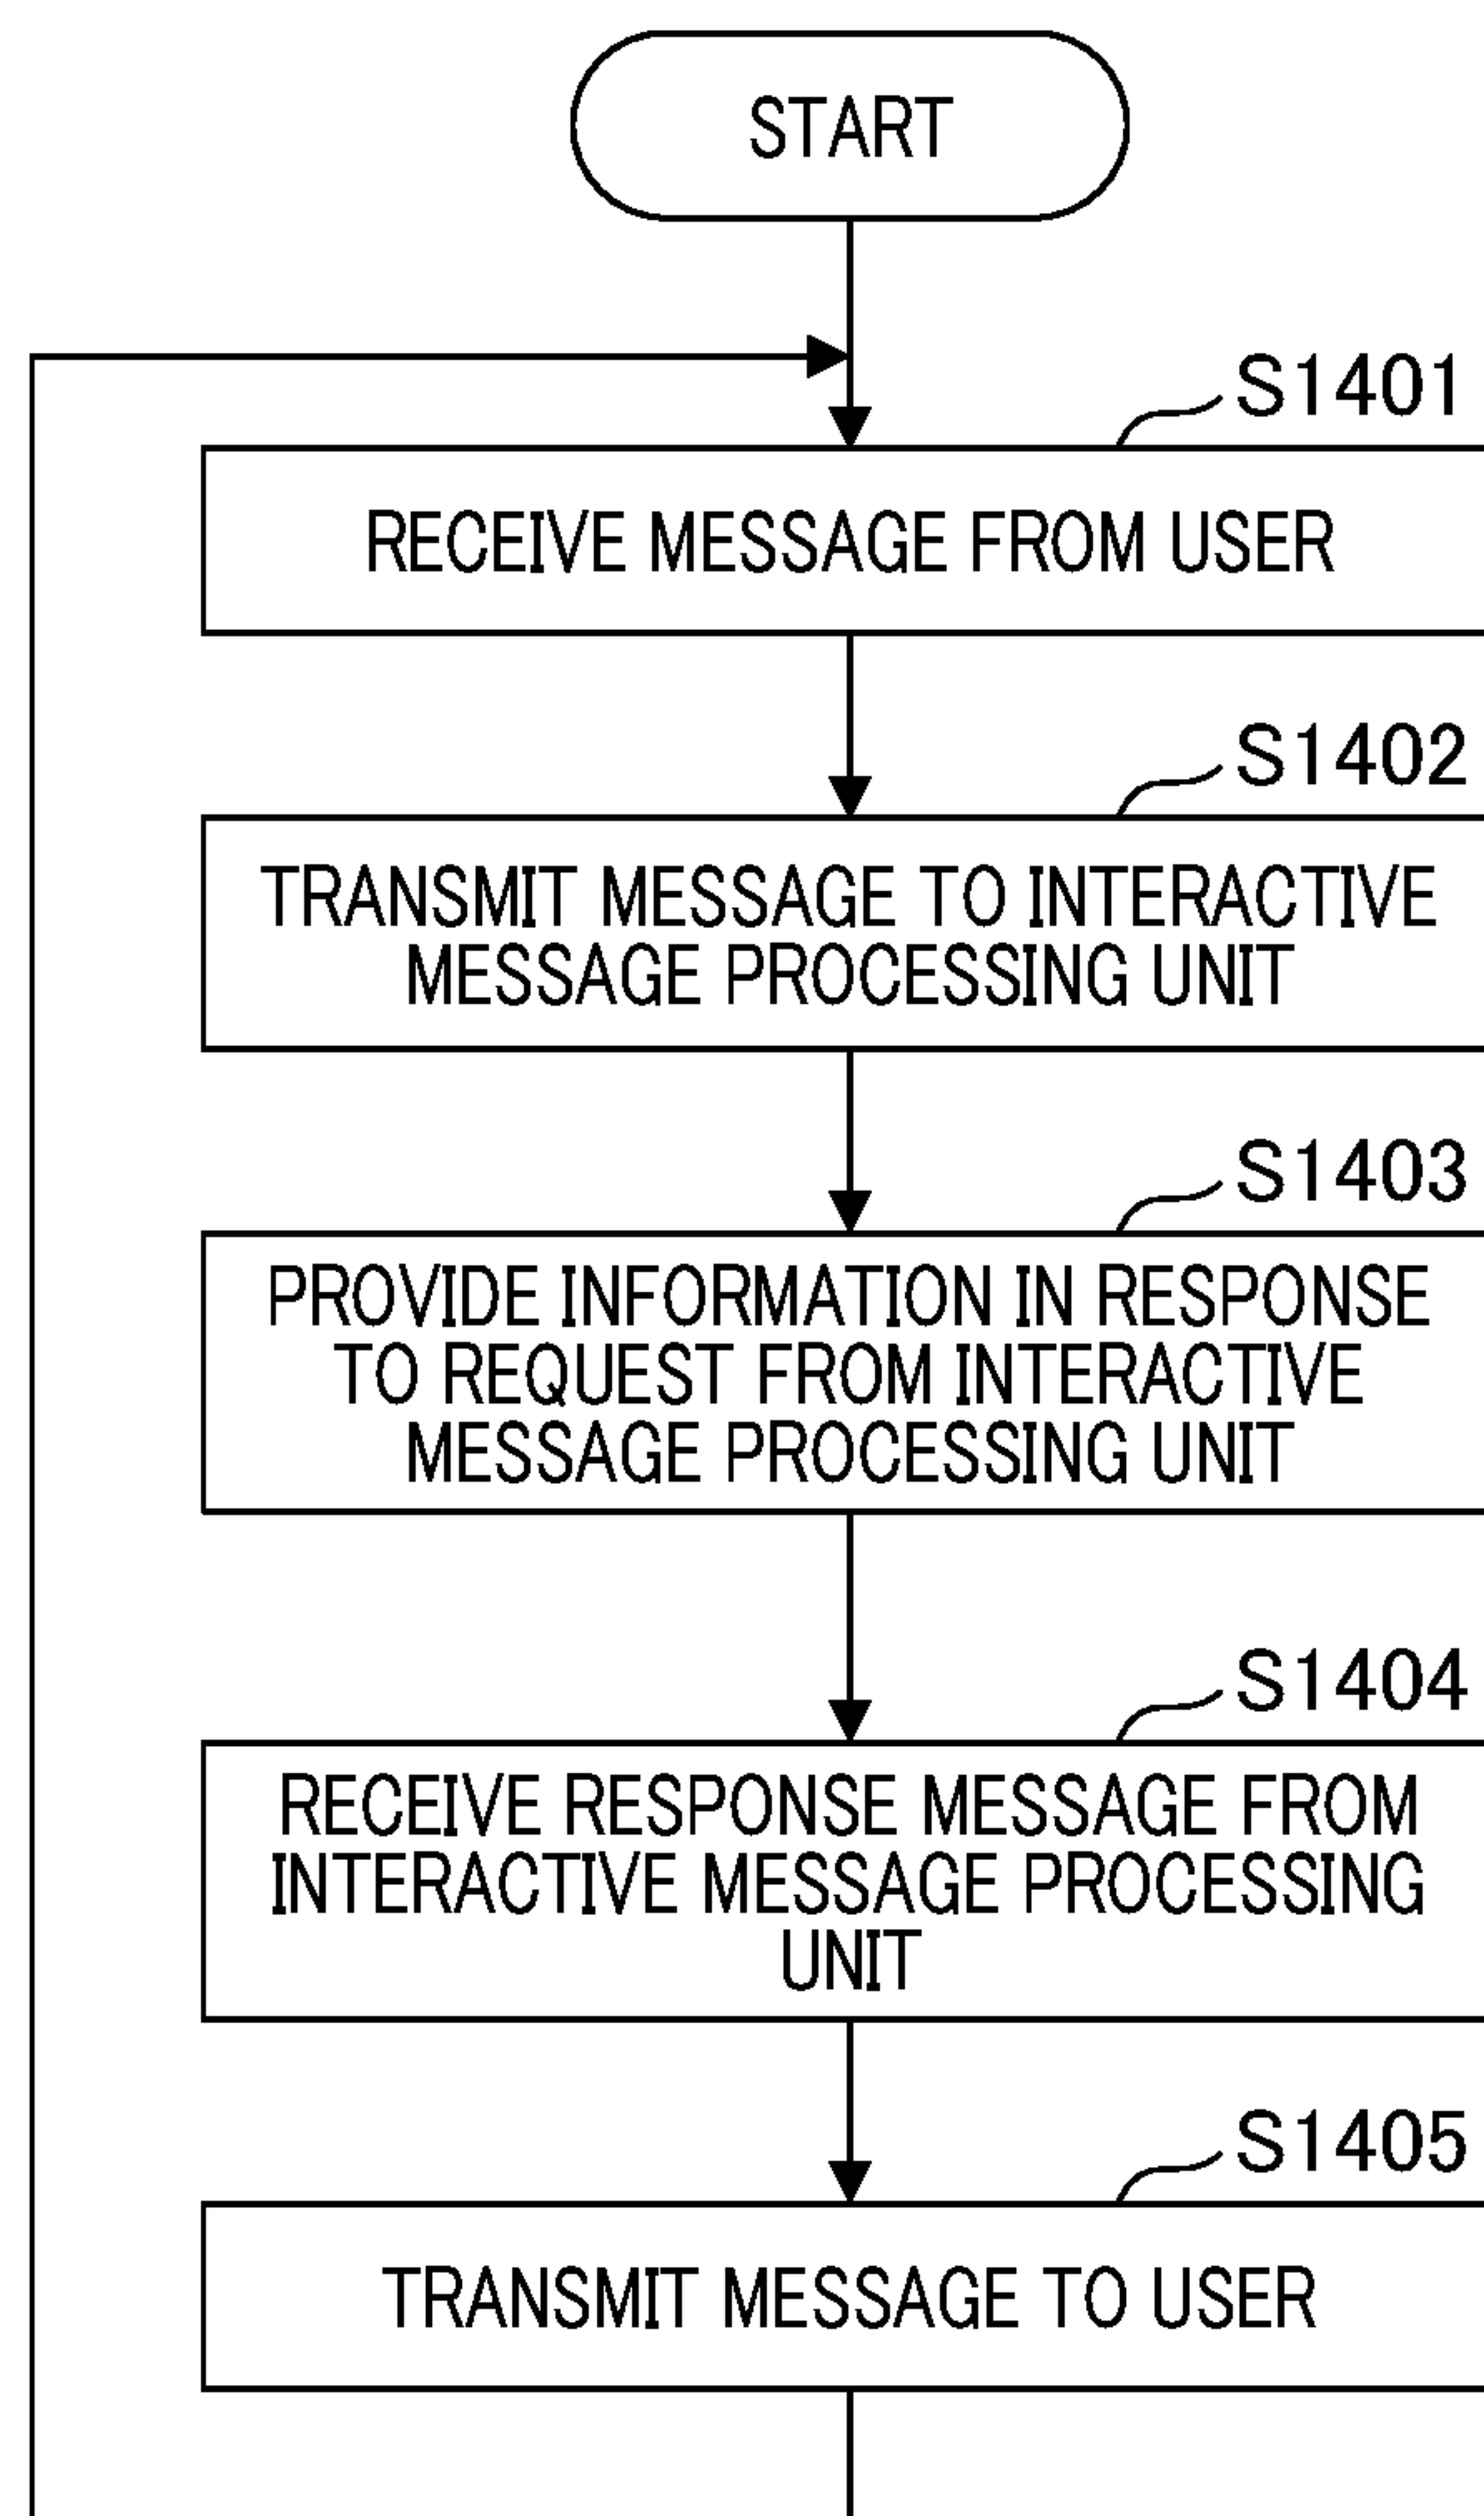 START
S1401
RECEIVE MESSAGE FROM USER
S1402
TRANSMIT MESSAGE TO INTERACTIVE
MESSAGE PROCESSING UNIT
S1403
PROVIDE INFORMATION IN RESPONSE
TO REQUEST FROM INTERACTIVE
MESSAGE PROCESSING UNIT
S1404
RECEIVE RESPONSE MESSAGE FROM
INTERACTIVE MESSAGE PROCESSING
UNIT
S1405
TRANSMIT MESSAGE TO USER